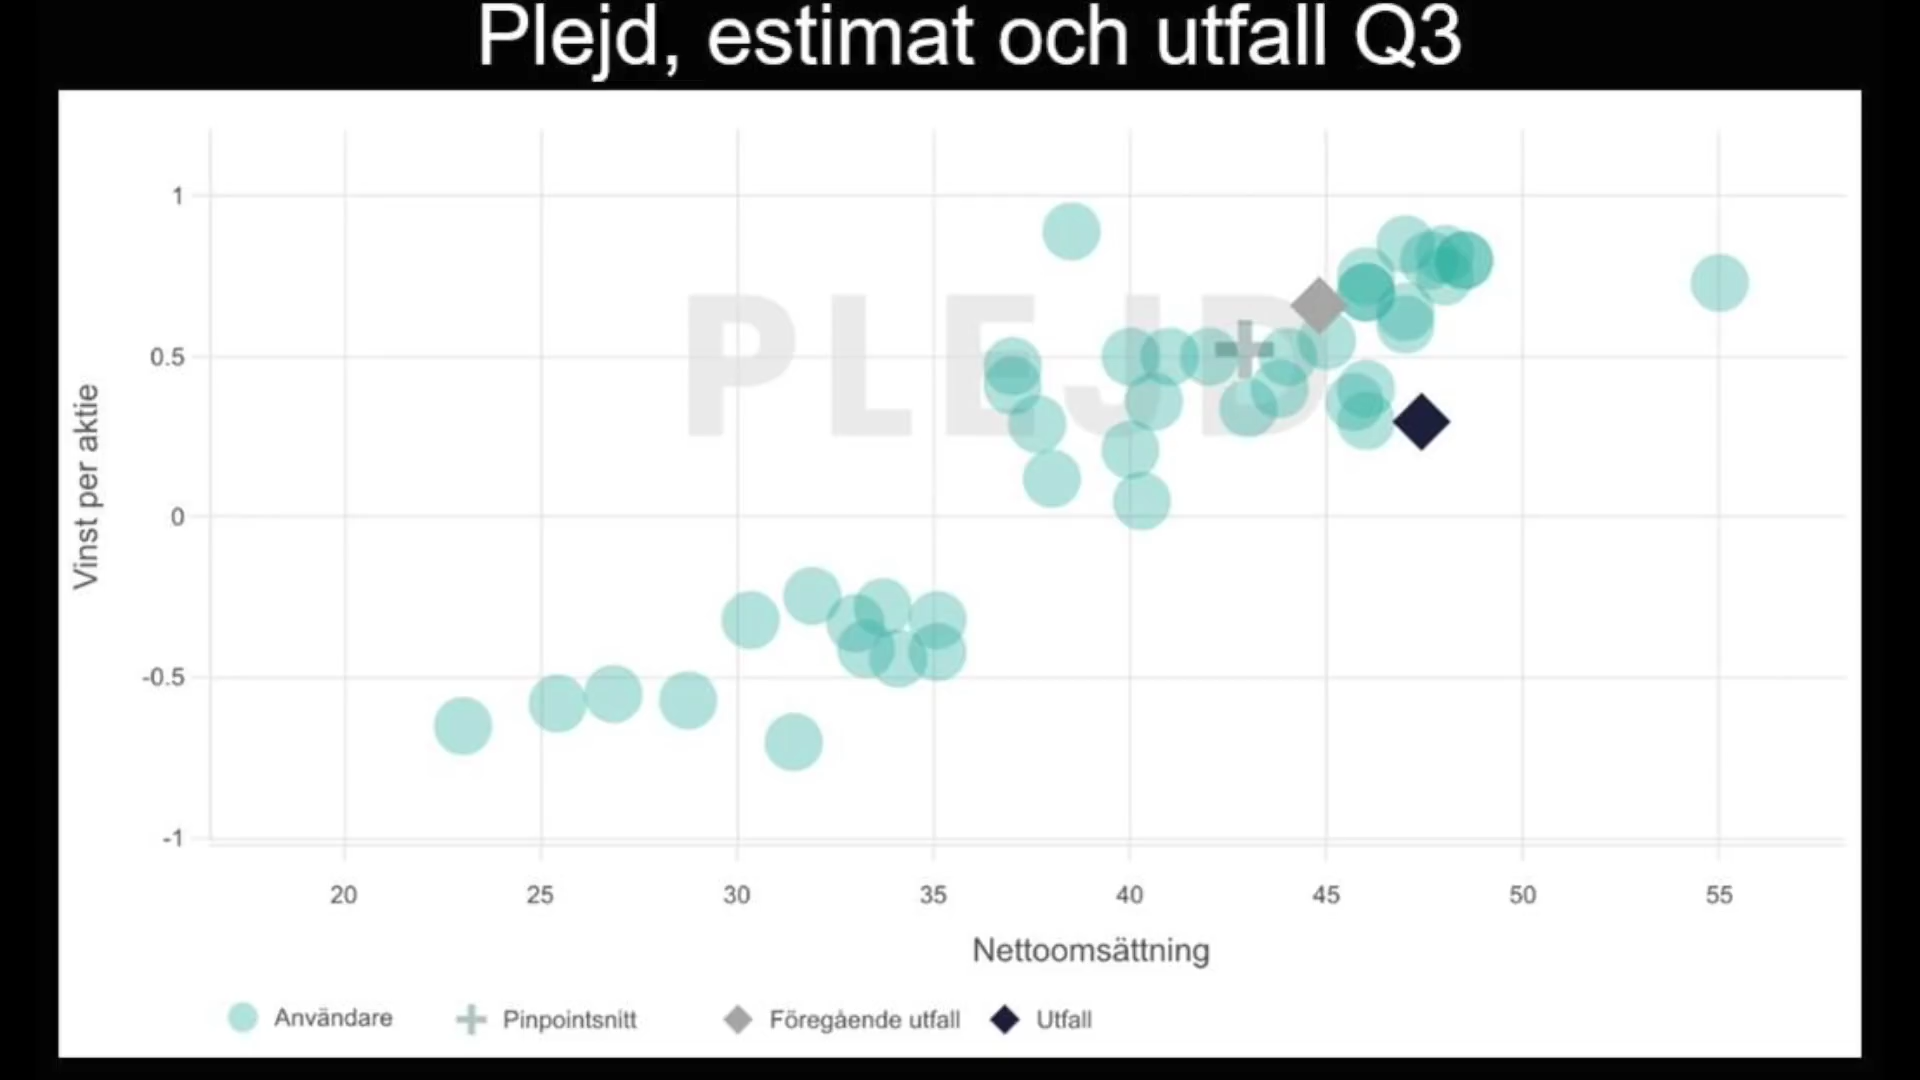 Plejd, estimat och utfall Q3
PLEJD
1
0.5
0
-0.5
-1
Vinst per aktie
20 25 30 35 40 45 50 55
Nettoomsättning
Användare Pinpointsnitt Föregående utfall Utfall